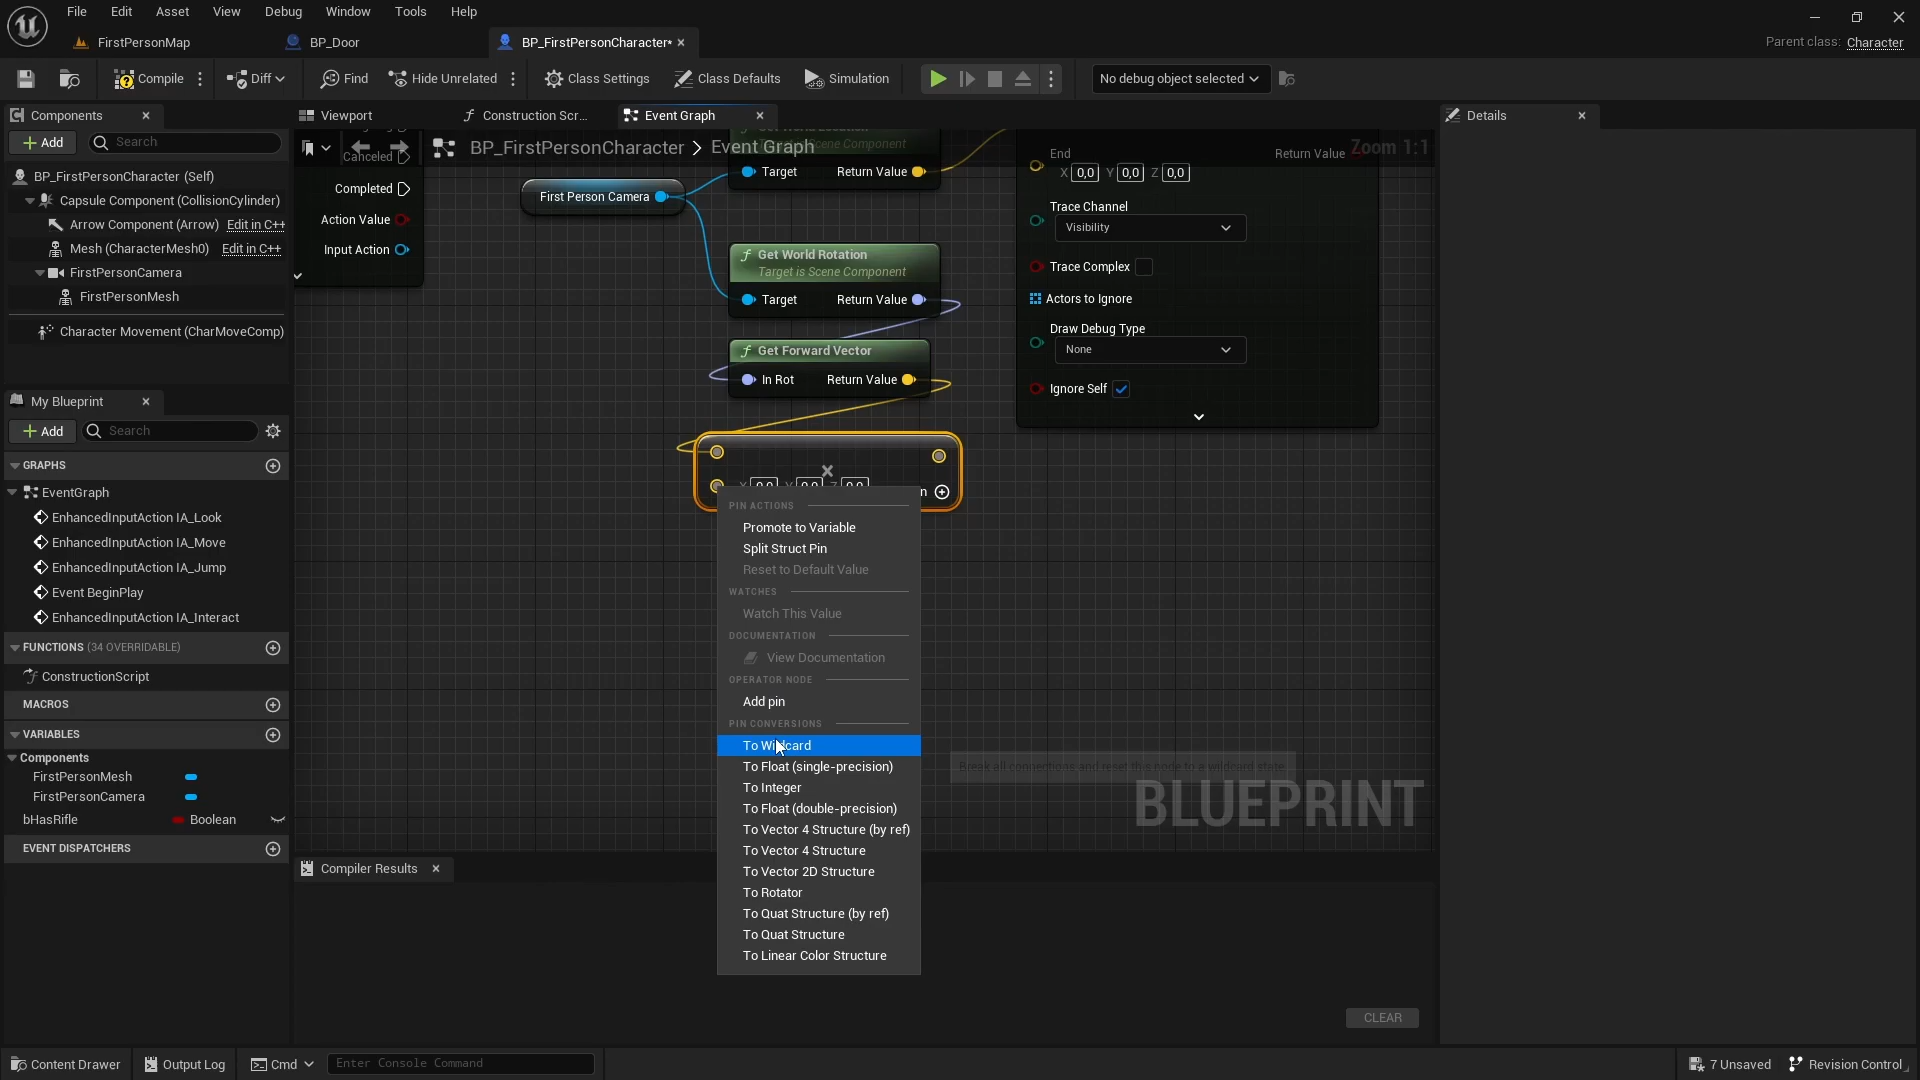 File Edit Asset View Debug Window Tools Help
FirstPersonMap BP_Door BP_FirstPersonCharacter*
Parent class: Character
Compile Diff Find Hide Unrelated Class Settings Class Defaults Simulation No debug object selected
Components
Add Search
BP_FirstPersonCharacter (Self)
Capsule Component (CollisionCylinder)
Arrow Component (Arrow) Edit in C++
Mesh (CharacterMesh0) Edit in C++
FirstPersonCamera
FirstPersonMesh
Character Movement (CharMoveComp)
My Blueprint
Add Search
GRAPHS
EventGraph
EnhancedInputAction IA_Look
EnhancedInputAction IA_Move
EnhancedInputAction IA_Jump
Event BeginPlay
EnhancedInputAction IA_Interact
FUNCTIONS (34 OVERRIDABLE)
ConstructionScript
MACROS
VARIABLES
Components
FirstPersonMesh
FirstPersonCamera
bHasRifle Boolean
EVENT DISPATCHERS
Viewport Construction Scr... Event Graph
BP_FirstPersonCharacter > Event Graph
Zoom 1:1
Canceled
Completed
Action Value
Input Action
First Person Camera
Target Return Value
Get World Rotation
Target is Scene Component
Target Return Value
Get Forward Vector
In Rot Return Value
End Return Value
X 0,0 Y 0,0 Z 0,0
Trace Channel
Visibility
Trace Complex
Actors to Ignore
Draw Debug Type
None
Ignore Self
PIN ACTIONS
Promote to Variable
Split Struct Pin
Reset to Default Value
WATCHES
Watch This Value
DOCUMENTATION
View Documentation
OPERATOR NODE
Add pin
PIN CONVERSIONS
To Wildcard
To Float (single-precision)
To Integer
To Float (double-precision)
To Vector 4 Structure (by ref)
To Vector 4 Structure
To Vector 2D Structure
To Rotator
To Quat Structure (by ref)
To Quat Structure
To Linear Color Structure
Break all connections and reset this node to a wildcard state
BLUEPRINT
Compiler Results
CLEAR
Details
Content Drawer Output Log Cmd Enter Console Command
7 Unsaved Revision Control